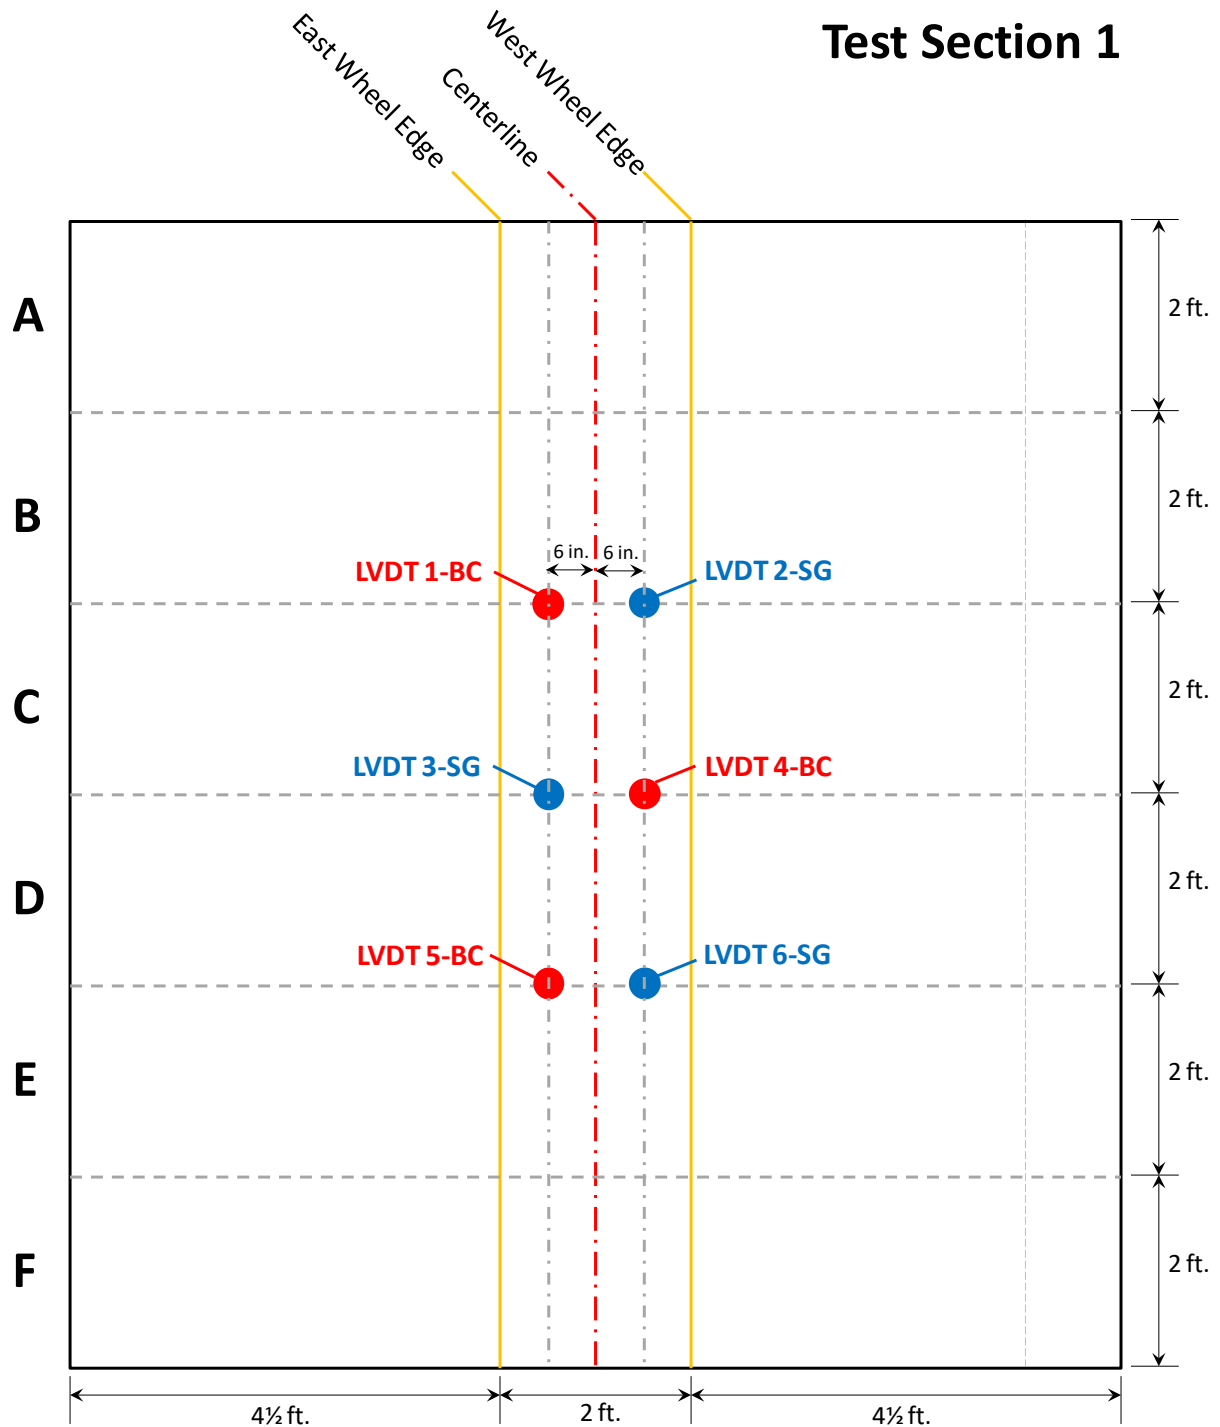 Test Section 1
East Wheel Edge
Centerline
West Wheel Edge
A
2 ft.
B
2 ft.
6 in.
6 in.
LVDT 1-BC
LVDT 2-SG
C
2 ft.
LVDT 3-SG
LVDT 4-BC
D
2 ft.
LVDT 5-BC
LVDT 6-SG
E
2 ft.
F
2 ft.
4½ ft.
2 ft.
4½ ft.